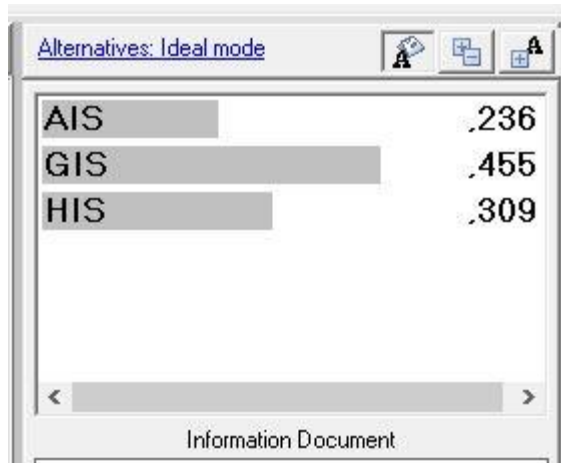 Alternatives: Ideal mode
A
A
AIS ,236
GIS ,455
HIS ,309
Information Document